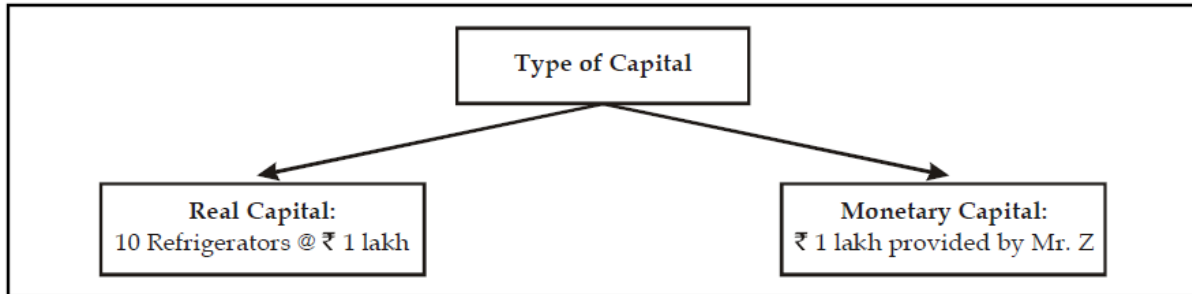 Type of Capital
Real Capital:
10 Refrigerators @ ₹ 1 lakh
Monetary Capital:
₹ 1 lakh provided by Mr. Z